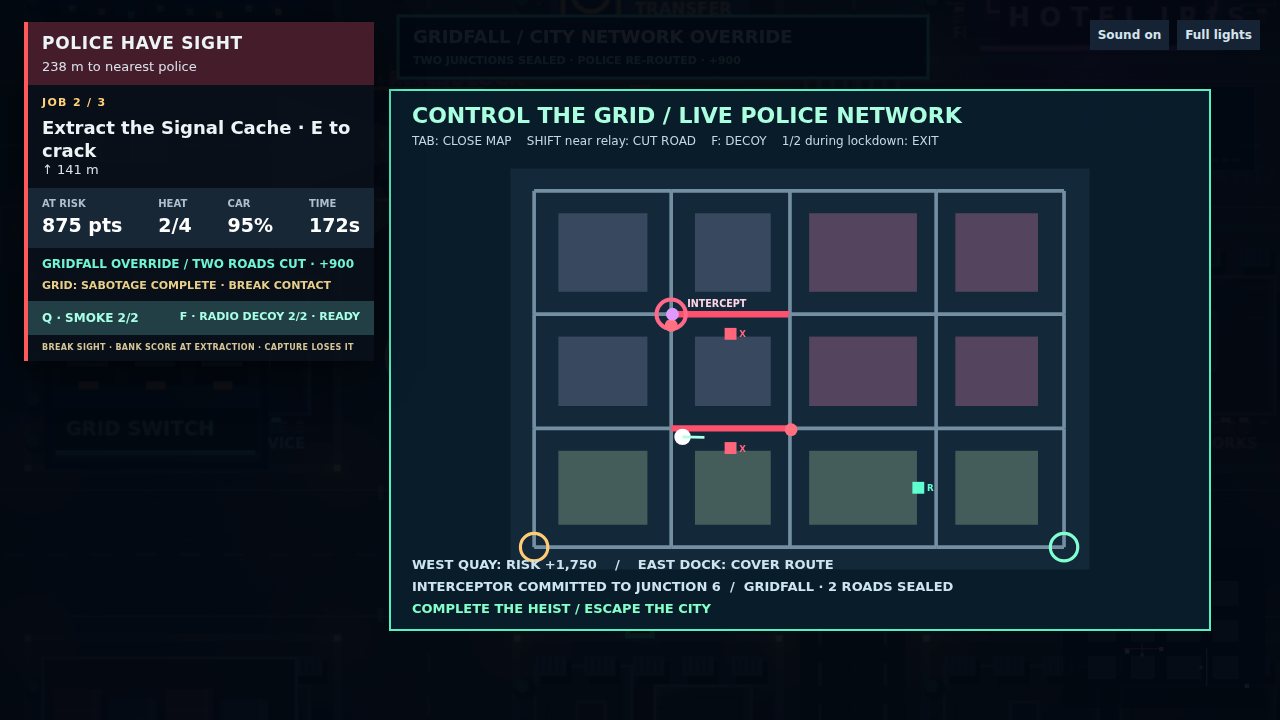 TRANSFER
HOTEL IRIS
GRIDFALL / CITY NETWORK OVERRIDE
TWO JUNCTIONS SEALED · POLICE RE-ROUTED · +900
Sound on
Full lights
POLICE HAVE SIGHT
238 m to nearest police
JOB 2 / 3
Extract the Signal Cache · E to
crack
↑ 141 m
AT RISK HEAT CAR TIME
875 pts 2/4 95% 172s
GRIDFALL OVERRIDE / TWO ROADS CUT · +900
GRID: SABOTAGE COMPLETE · BREAK CONTACT
Q · SMOKE 2/2 F · RADIO DECOY 2/2 · READY
BREAK SIGHT · BANK SCORE AT EXTRACTION · CAPTURE LOSES IT
GRID SWITCH
VICE
CONTROL THE GRID / LIVE POLICE NETWORK
TAB: CLOSE MAP SHIFT near relay: CUT ROAD F: DECOY 1/2 during lockdown: EXIT
INTERCEPT
X
X
R
ORKS
WEST QUAY: RISK +1,750 / EAST DOCK: COVER ROUTE
INTERCEPTOR COMMITTED TO JUNCTION 6 / GRIDFALL · 2 ROADS SEALED
COMPLETE THE HEIST / ESCAPE THE CITY